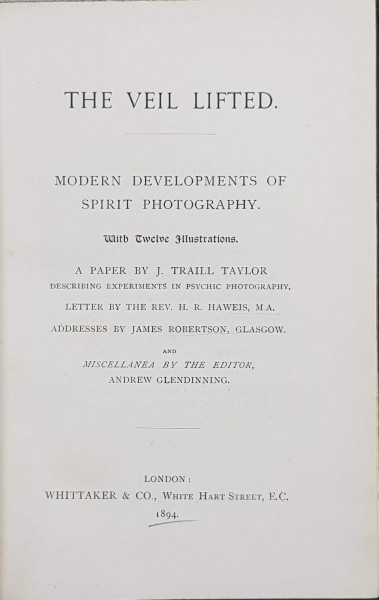 THE VEIL LIFTED.
MODERN DEVELOPMENTS OF
SPIRIT PHOTOGRAPHY.
With Twelve Illustrations.
A PAPER BY J. TRAILL TAYLOR
DESCRIBING EXPERIMENTS IN PSYCHIC PHOTOGRAPHY,
LETTER BY THE REV. H. R. HAWEIS, M A.
ADDRESSES BY JAMES ROBERTSON, GLASGOW.
AND
MISCELLANEA BY THE EDITOR,
ANDREW GLENDINNING.
LONDON:
WHITTAKER & CO., WHITE HART STREET, E.C.
1894.